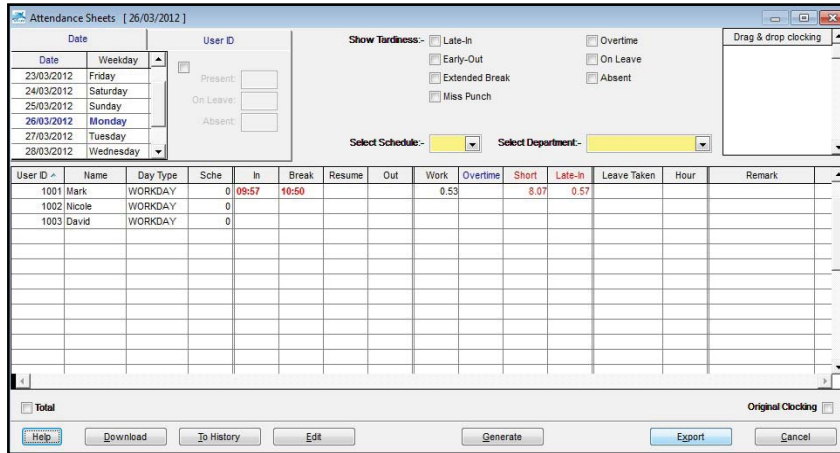 Attendance Sheets [ 26/03/2012 ]
Date User ID Show Tardiness:- Late-In Overtime Drag & drop clocking
Date Weekday Early-Out On Leave
23/03/2012 Friday Present: Extended Break Absent
24/03/2012 Saturday On Leave: Miss Punch
25/03/2012 Sunday
26/03/2012 Monday Absent:
27/03/2012 Tuesday
28/03/2012 Wednesday Select Schedule:- Select Department:-
User ID Name Day Type Sche In Break Resume Out Work Overtime Short Late-In Leave Taken Hour Remark
1001 Mark WORKDAY 0 09:57 10:50 0.53 8.07 0.57
1002 Nicole WORKDAY 0
1003 David WORKDAY 0
Total Original Clocking
Help Download To History Edit Generate Export Cancel